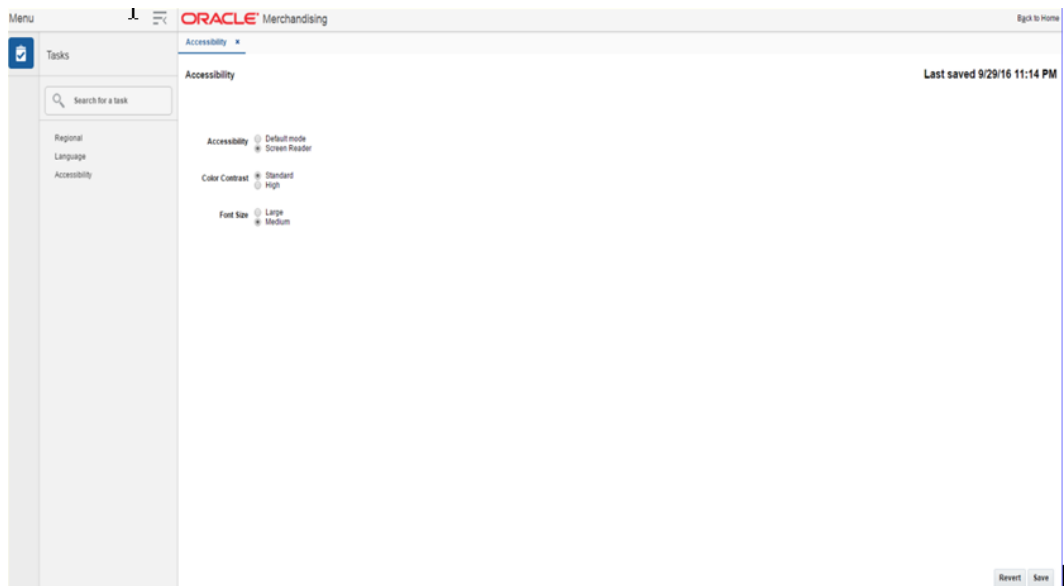 Menu
ORACLE® Merchandising
Back to Home
Tasks
Search for a task
Regional
Language
Accessibility
Accessibility ×
Accessibility
Last saved 9/29/16 11:14 PM
Accessibility
Default mode
Screen Reader
Color Contrast
Standard
High
Font Size
Large
Medium
Revert
Save